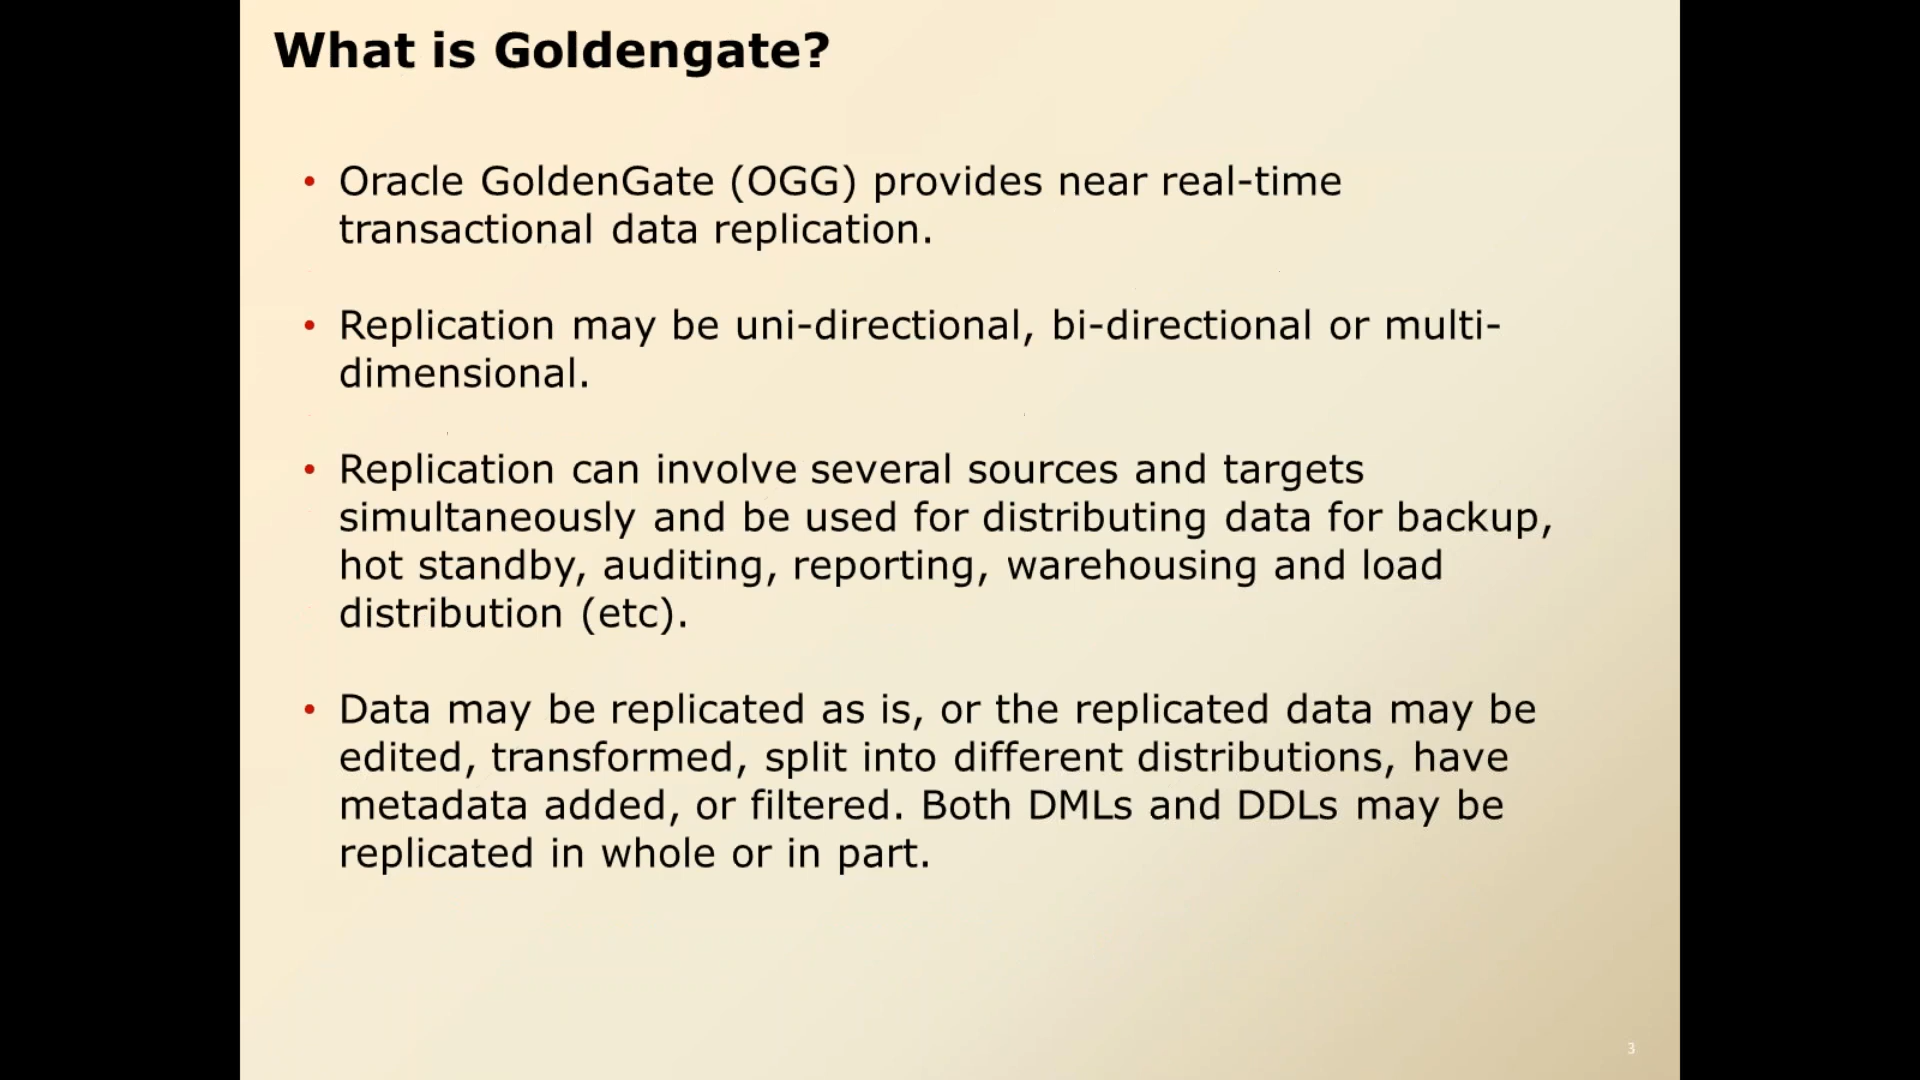 What is Goldengate?
• Oracle GoldenGate (OGG) provides near real-time
transactional data replication.
• Replication may be uni-directional, bi-directional or multi-
dimensional.
• Replication can involve several sources and targets
simultaneously and be used for distributing data for backup,
hot standby, auditing, reporting, warehousing and load
distribution (etc).
• Data may be replicated as is, or the replicated data may be
edited, transformed, split into different distributions, have
metadata added, or filtered. Both DMLs and DDLs may be
replicated in whole or in part.
3